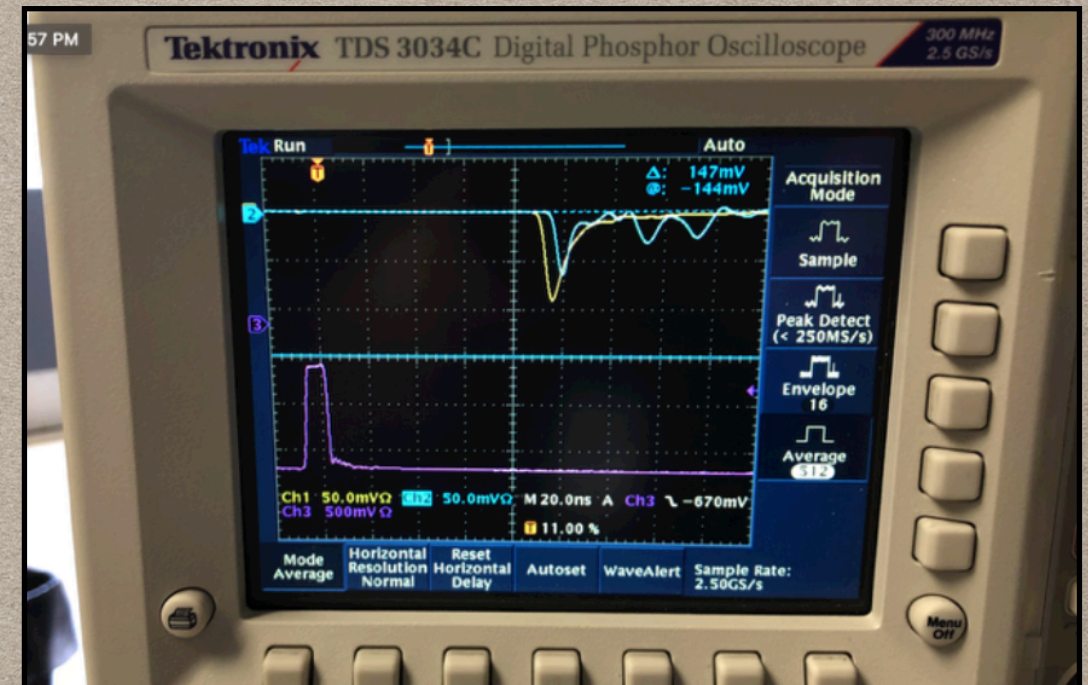 57 PM
Tektronix TDS 3034C Digital Phosphor Oscilloscope
300 MHz
2.5 GS/s
Tek Run
Auto
T
T
Δ: 147mV
@: -144mV
2
3
Acquisition
Mode
Sample
Peak Detect
(< 250MS/s)
Envelope
16
Average
512
Ch1 50.0mVΩ Ch2 50.0mVΩ M 20.0ns A Ch3 -670mV
Ch3 500mVΩ
T 11.00 %
Mode
Average
Horizontal
Resolution
Normal
Reset
Horizontal
Delay
Autoset
WaveAlert
Sample Rate:
2.50GS/s
Menu
Off